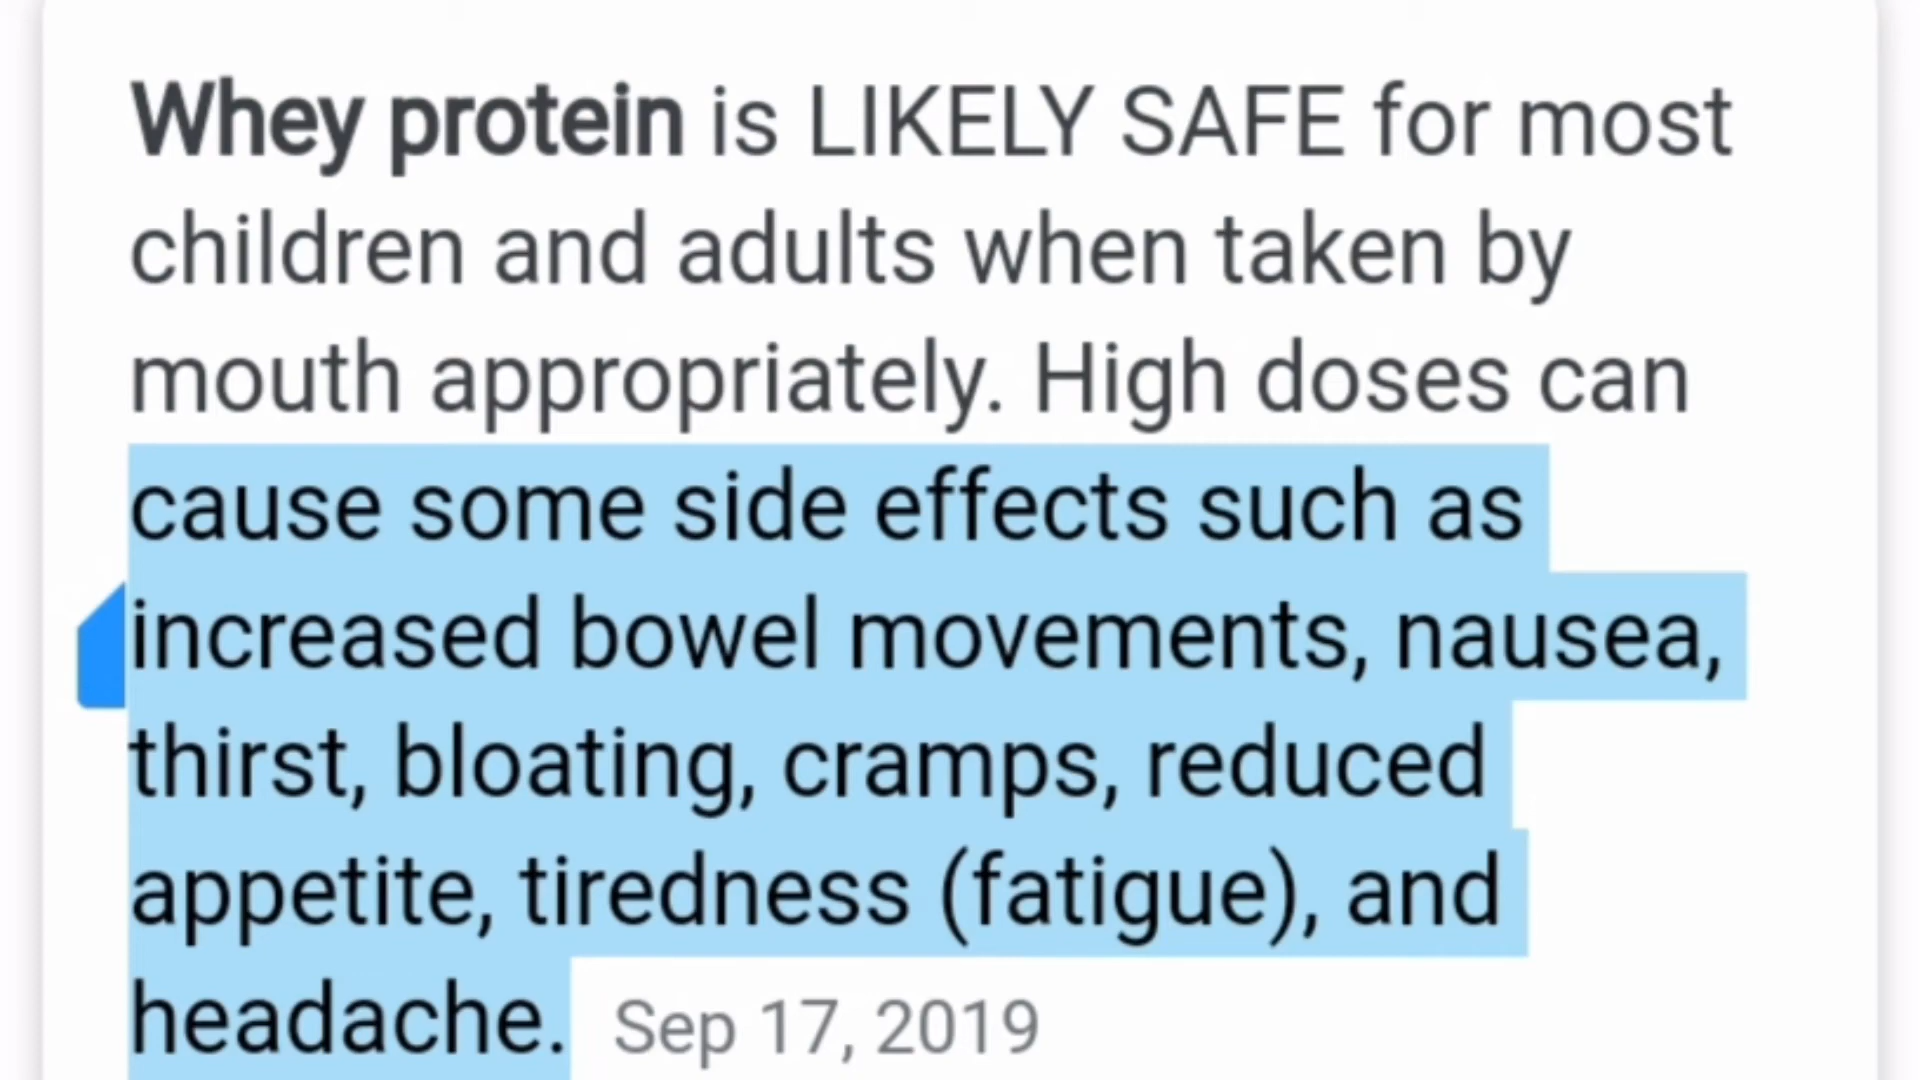 Whey protein is LIKELY SAFE for most
children and adults when taken by
mouth appropriately. High doses can
cause some side effects such as
increased bowel movements, nausea,
thirst, bloating, cramps, reduced
appetite, tiredness (fatigue), and
headache. Sep 17, 2019